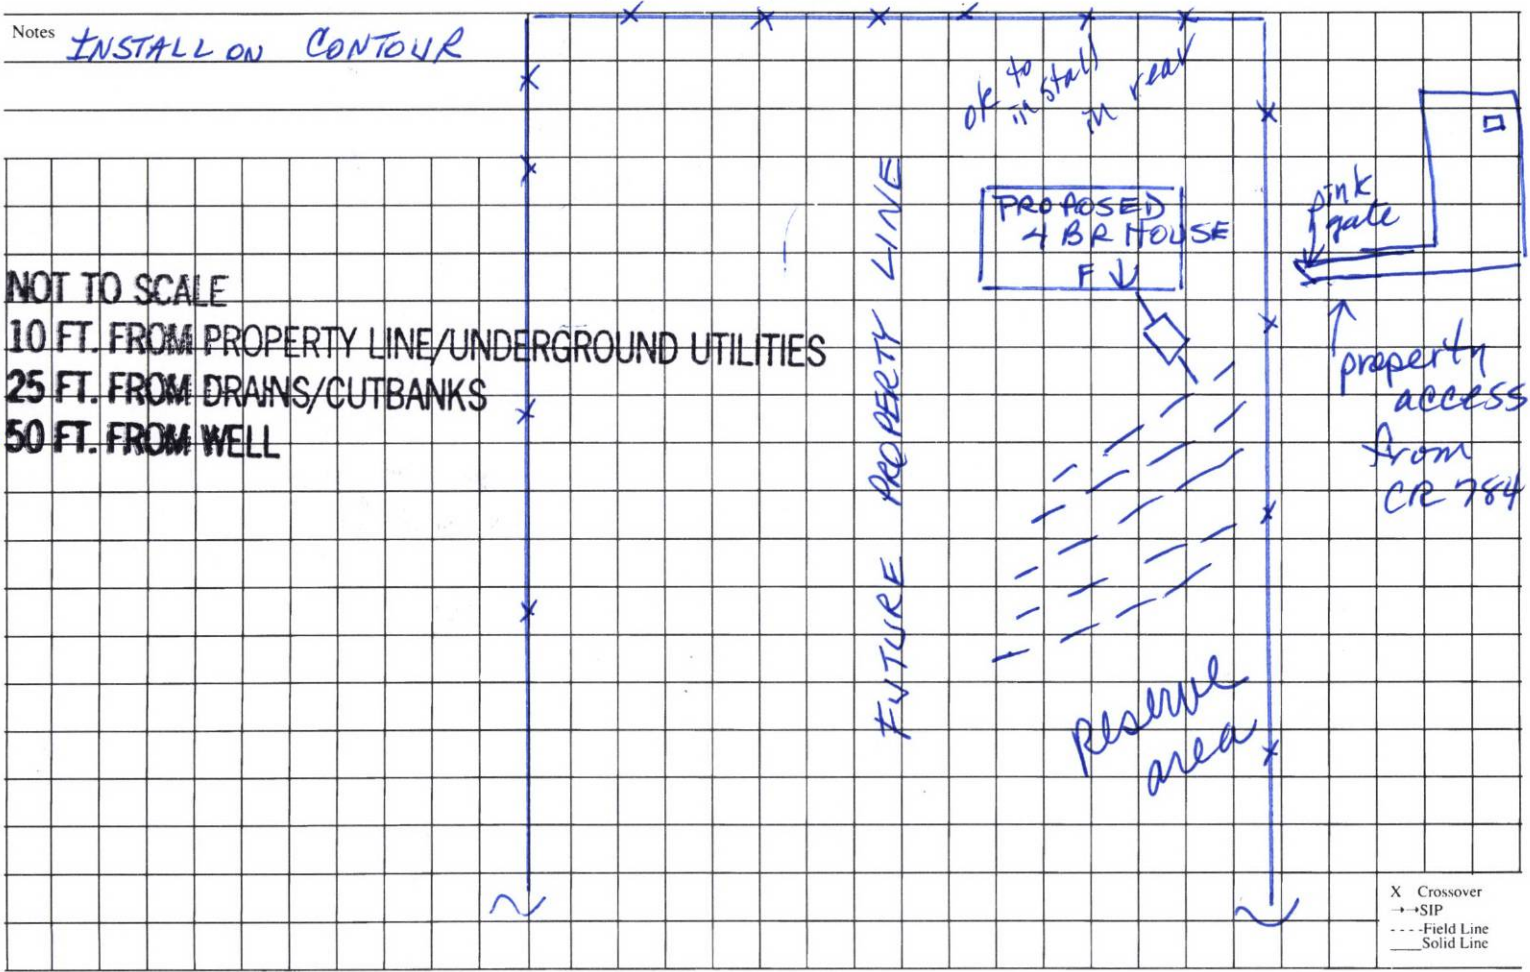 Notes INSTALL ON CONTOUR
ok to
install
in rear
PROPOSED
4 BR HOUSE
F
pink
gate
property
access
from
CR 784
FUTURE PROPERTY LINE
NOT TO SCALE
10 FT. FROM PROPERTY LINE/UNDERGROUND UTILITIES
25 FT. FROM DRAINS/CUTBANKS
50 FT. FROM WELL
Reserve
area
X Crossover
→→SIP
----Field Line
___Solid Line